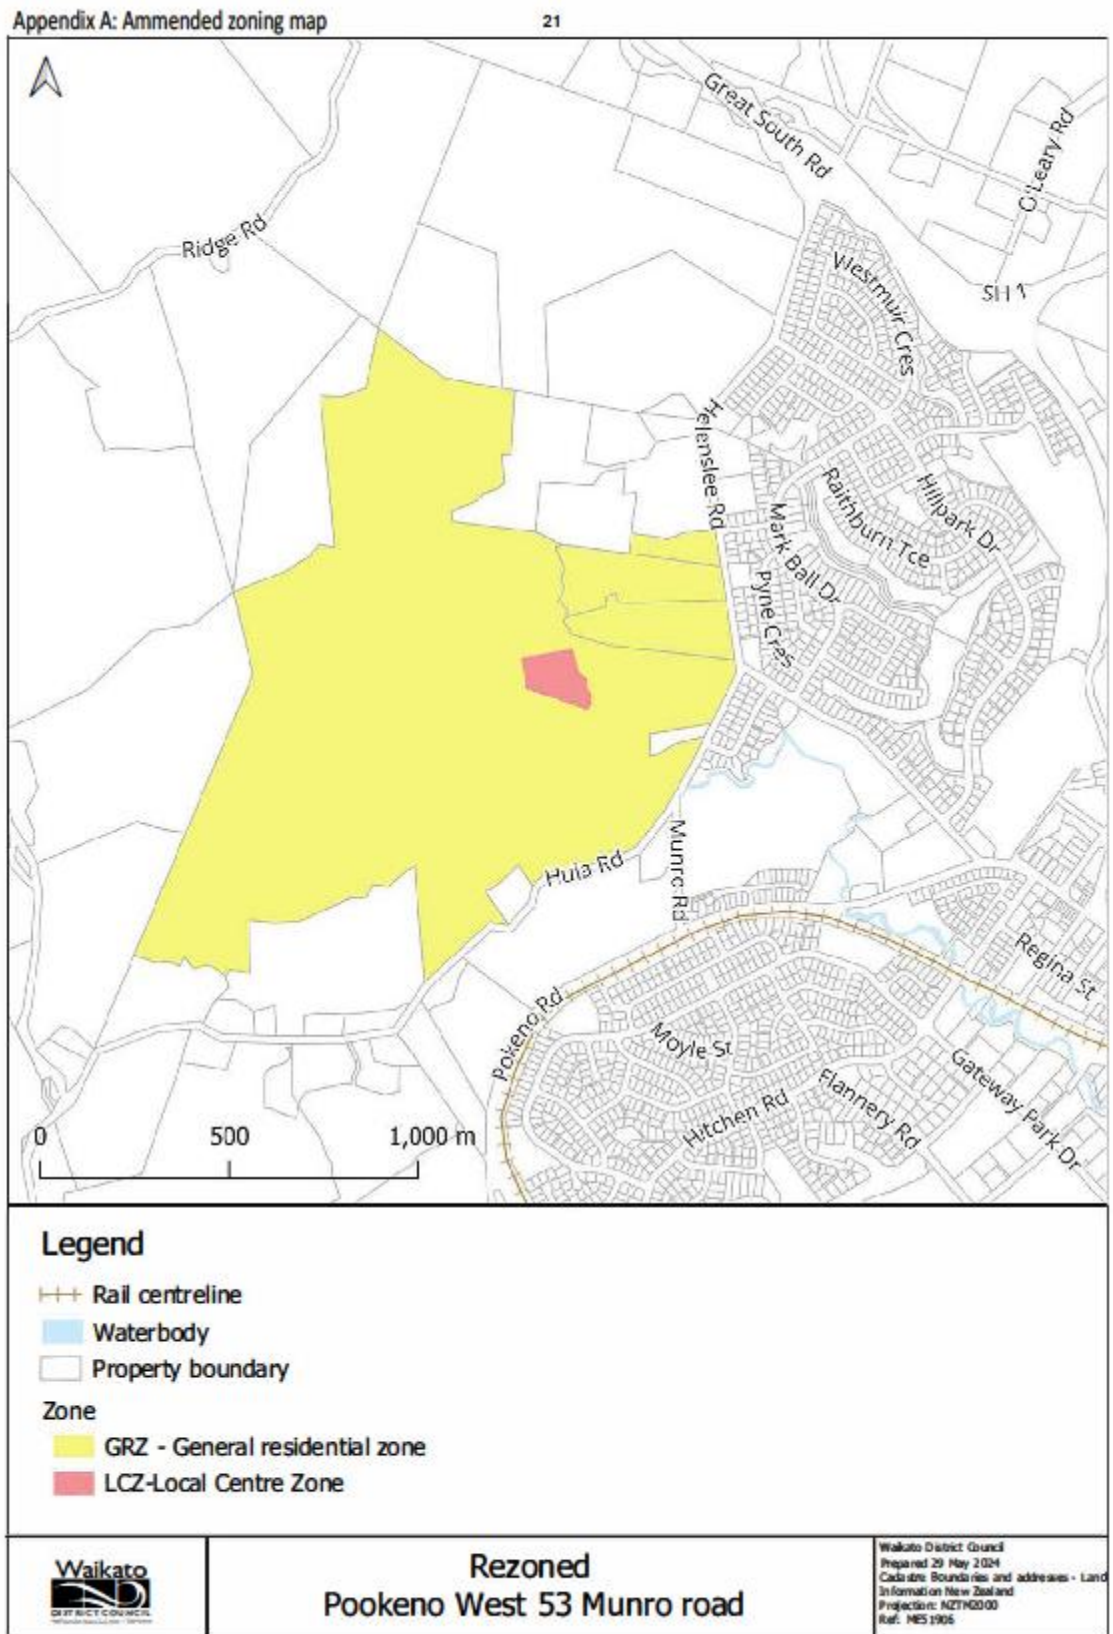 Appendix A: Ammended zoning map
21
Great South Rd
O'Leary Rd
Ridge Rd
Westmuir Cres
SH 1
Helenslee Rd
Hillpark Dr
Raithburn Tce
Mark Ball Dr
Pyne Cres
Munro Rd
Huia Rd
Regina St
Pokeno Rd
Moyle St
Gateway Park Dr
Flannery Rd
Hitchen Rd
0 500 1,000 m
Legend
Rail centreline
Waterbody
Property boundary
Zone
GRZ - General residential zone
LCZ-Local Centre Zone
Waikato
DISTRICT COUNCIL
Rezoned
Pookeno West 53 Munro road
Waikato District Council
Prepared 29 May 2024
Cadastre Boundaries and addresses - Land
Information New Zealand
Projection: NZTM2000
Ref: ME51906